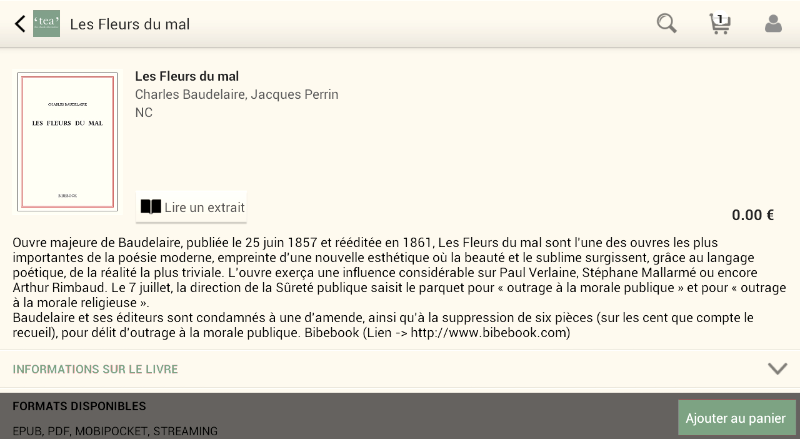 ‘tea’
Les Fleurs du mal
1
Les Fleurs du mal
Charles Baudelaire, Jacques Perrin
NC
CHARLES BAUDELAIRE
LES FLEURS DU MAL
BIBEBOOK
Lire un extrait
0.00 €
Ouvre majeure de Baudelaire, publiée le 25 juin 1857 et rééditée en 1861, Les Fleurs du mal sont l’une des ouvres les plus
importantes de la poésie moderne, empreinte d’une nouvelle esthétique où la beauté et le sublime surgissent, grâce au langage
poétique, de la réalité la plus triviale. L’ouvre exerça une influence considérable sur Paul Verlaine, Stéphane Mallarmé ou encore
Arthur Rimbaud. Le 7 juillet, la direction de la Sûreté publique saisit le parquet pour « outrage à la morale publique » et pour « outrage
à la morale religieuse ».
Baudelaire et ses éditeurs sont condamnés à une d’amende, ainsi qu’à la suppression de six pièces (sur les cent que compte le
recueil), pour délit d’outrage à la morale publique. Bibebook (Lien -> http://www.bibebook.com)
INFORMATIONS SUR LE LIVRE
FORMATS DISPONIBLES
EPUB, PDF, MOBIPOCKET, STREAMING
Ajouter au panier